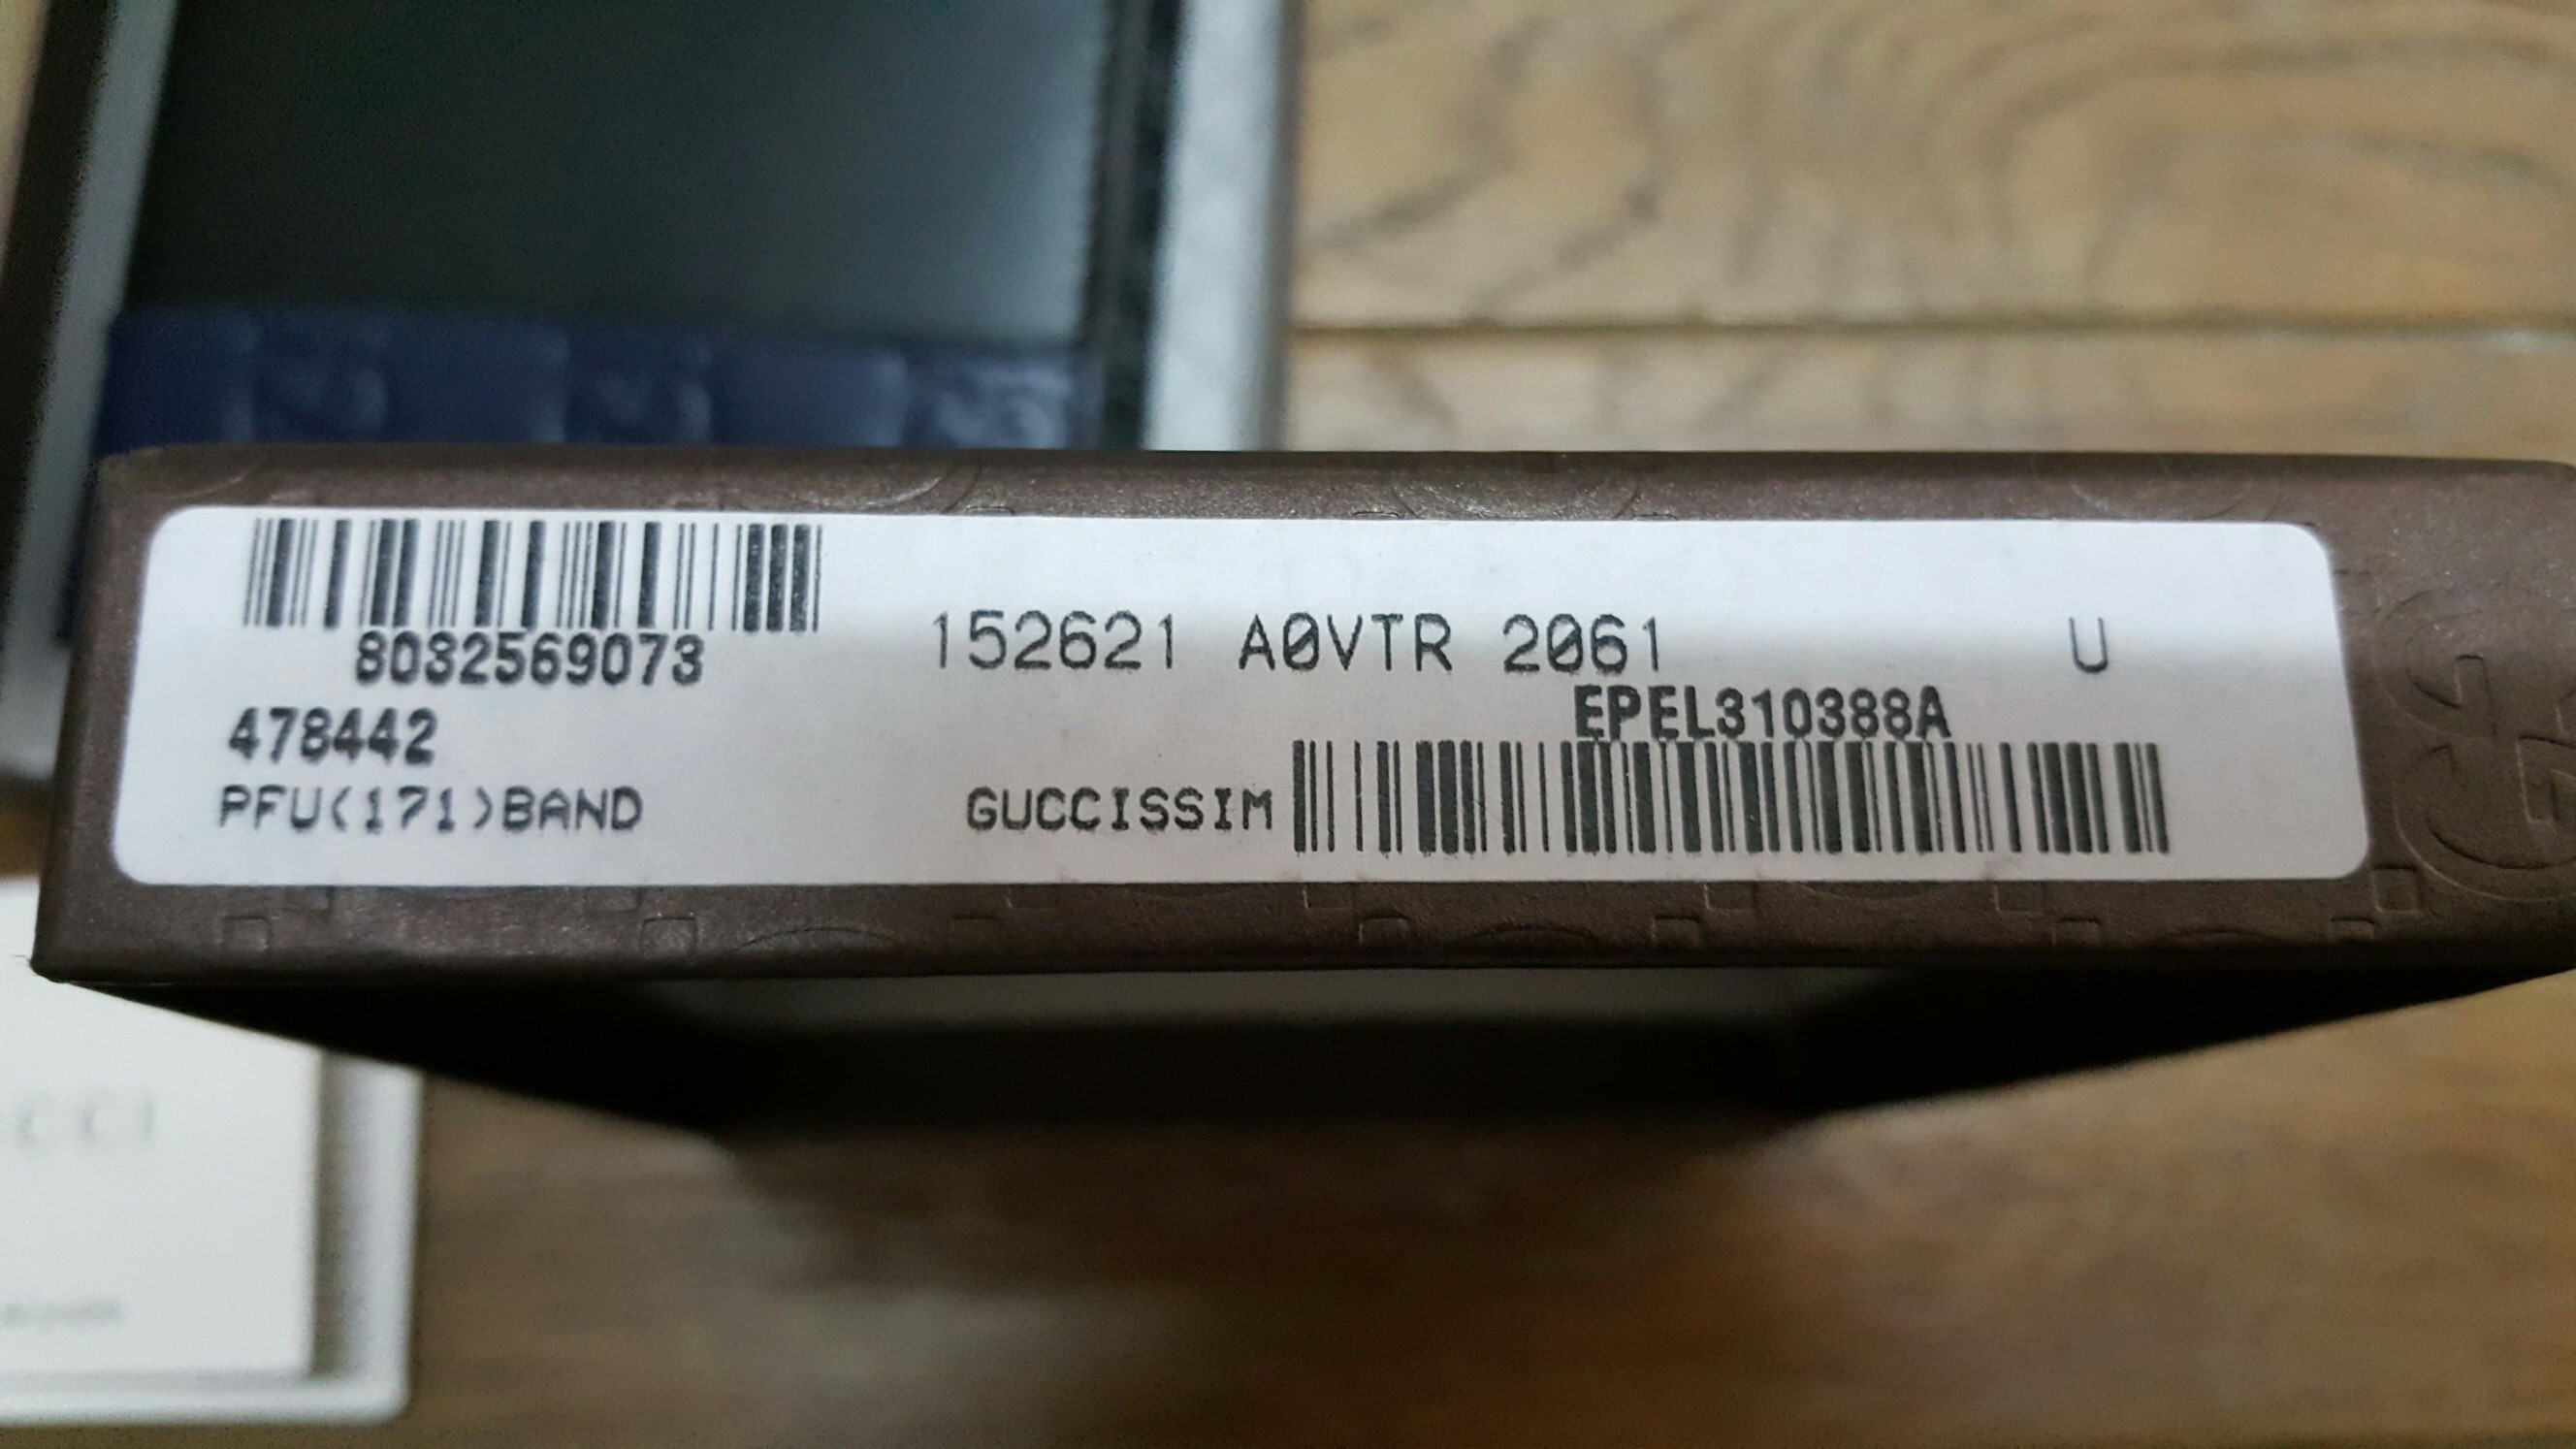 8032569073
152621 A0VTR 2061 U
EPEL310388A
478442
PFU(171)BAND GUCCISSIM